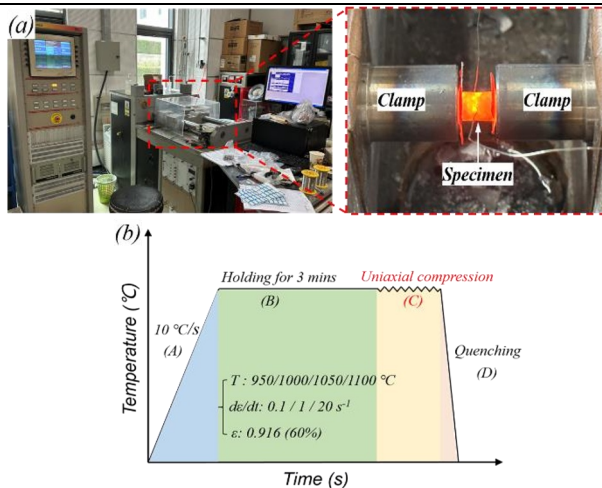 (a)
Clamp
Clamp
Specimen
(b)
Temperature (℃)
10 ℃/s
(A)
Holding for 3 mins
(B)
Uniaxial compression
(C)
Quenching
(D)
T : 950/1000/1050/1100 ℃
dε/dt: 0.1 / 1 / 20 s⁻¹
ε: 0.916 (60%)
Time (s)